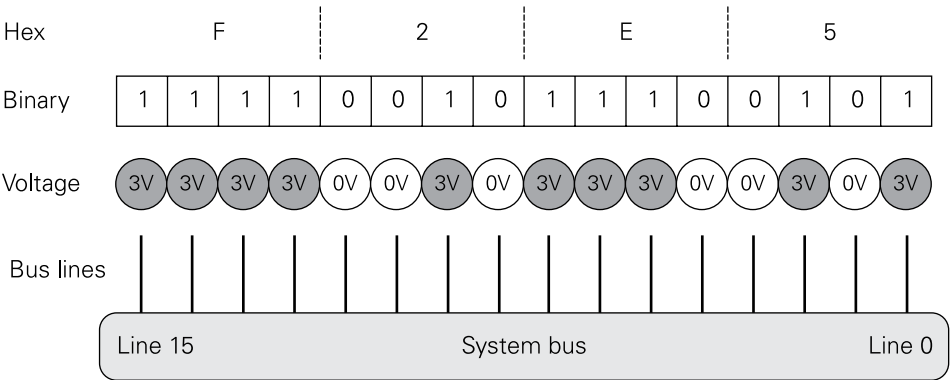 Hex F 2 E 5
Binary 1 1 1 1 0 0 1 0 1 1 1 0 0 1 0 1
Voltage 3V 3V 3V 3V 0V 0V 3V 0V 3V 3V 3V 0V 0V 3V 0V 3V
Bus lines
Line 15 System bus Line 0